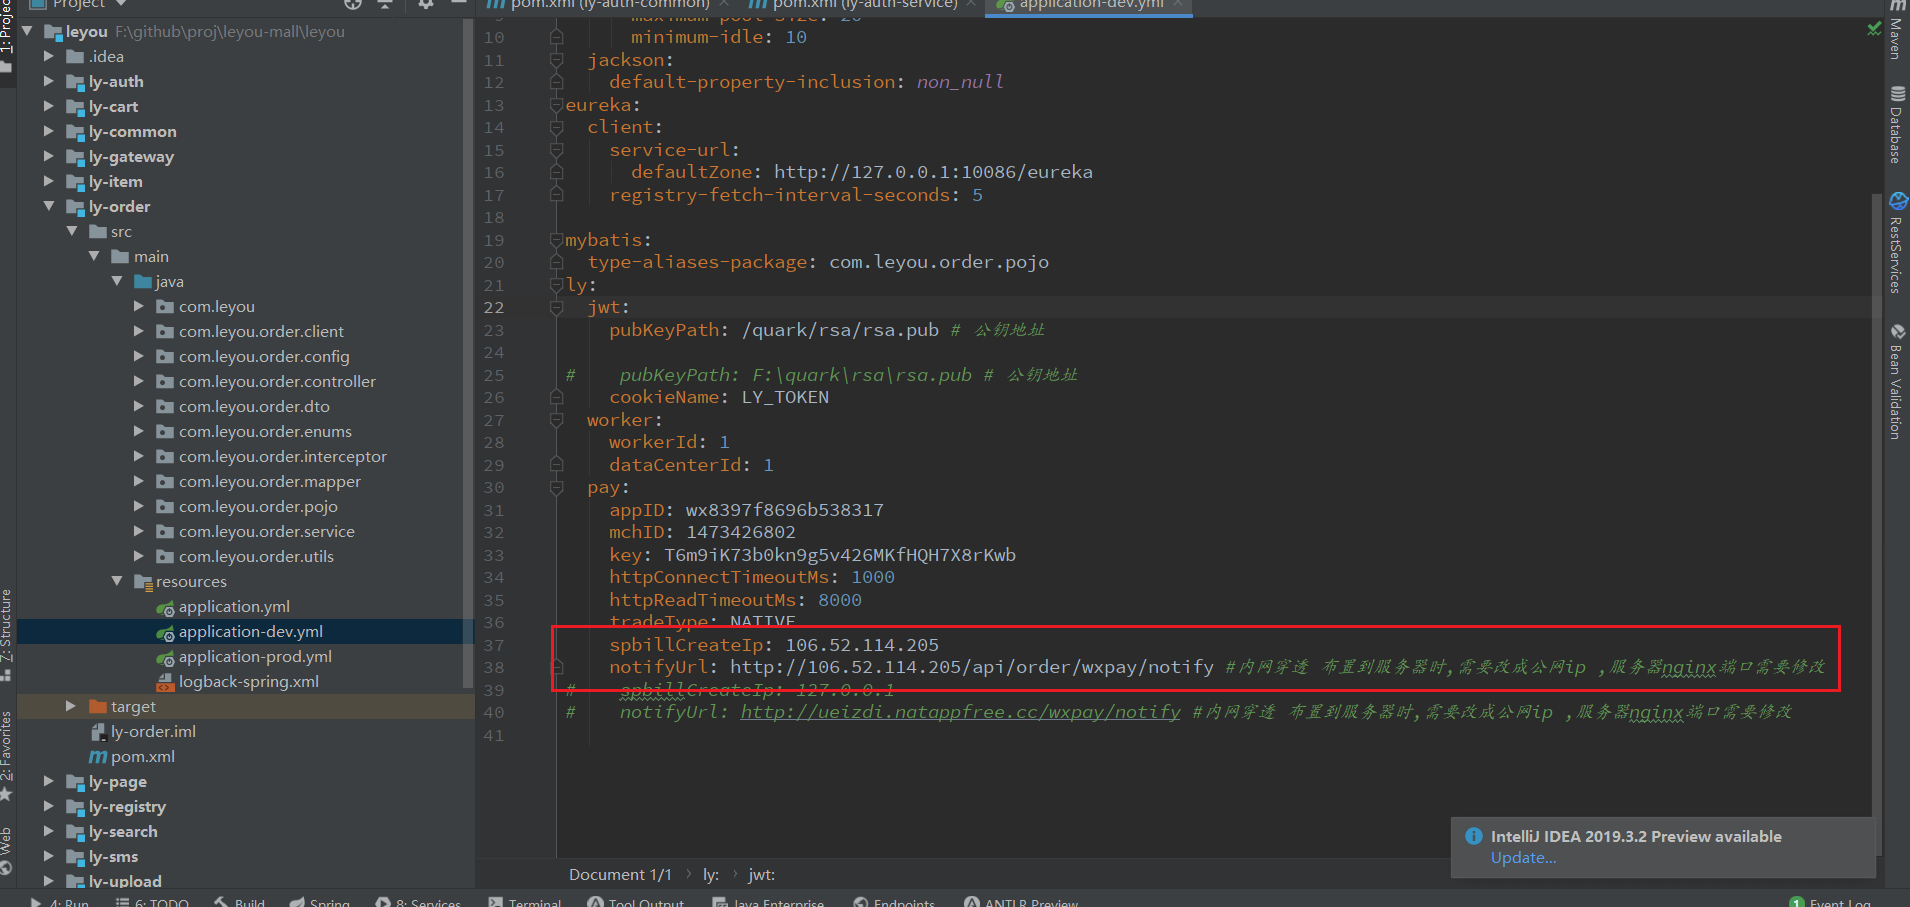 Project
pom.xml (ly-auth-common)
pom.xml (ly-auth-service)
application-dev.yml
leyou F:\github\proj\leyou-mall\leyou
.idea
ly-auth
ly-cart
ly-common
ly-gateway
ly-item
ly-order
src
main
java
com.leyou
com.leyou.order.client
com.leyou.order.config
com.leyou.order.controller
com.leyou.order.dto
com.leyou.order.enums
com.leyou.order.interceptor
com.leyou.order.mapper
com.leyou.order.pojo
com.leyou.order.service
com.leyou.order.utils
resources
application.yml
application-dev.yml
application-prod.yml
logback-spring.xml
target
ly-order.iml
pom.xml
ly-page
ly-registry
ly-search
ly-sms
ly-upload
9 maximum-pool-size: 20
10 minimum-idle: 10
11 jackson:
12 default-property-inclusion: non_null
13 eureka:
14 client:
15 service-url:
16 defaultZone: http://127.0.0.1:10086/eureka
17 registry-fetch-interval-seconds: 5
18
19 mybatis:
20 type-aliases-package: com.leyou.order.pojo
21 ly:
22 jwt:
23 pubKeyPath: /quark/rsa/rsa.pub # 公钥地址
24
25 # pubKeyPath: F:\quark\rsa\rsa.pub # 公钥地址
26 cookieName: LY_TOKEN
27 worker:
28 workerId: 1
29 dataCenterId: 1
30 pay:
31 appID: wx8397f8696b538317
32 mchID: 1473426802
33 key: T6m9iK73b0kn9g5v426MKfHQH7X8rKwb
34 httpConnectTimeoutMs: 1000
35 httpReadTimeoutMs: 8000
36 tradeType: NATIVE
37 spbillCreateIp: 106.52.114.205
38 notifyUrl: http://106.52.114.205/api/order/wxpay/notify #内网穿透 布置到服务器时,需要改成公网ip ,服务器nginx端口需要修改
39 # spbillCreateIp: 127.0.0.1
40 # notifyUrl: http://ueizdi.natappfree.cc/wxpay/notify #内网穿透 布置到服务器时,需要改成公网ip ,服务器nginx端口需要修改
41
Document 1/1 › ly: › jwt:
IntelliJ IDEA 2019.3.2 Preview available
Update...
1: Project
7: Structure
2: Favorites
Web
Maven
Database
RestServices
Bean Validation
4: Run
6: TODO
Build
Spring
8: Services
Terminal
Tool Output
Java Enterprise
Endpoints
ANTLR Preview
1 Event Log